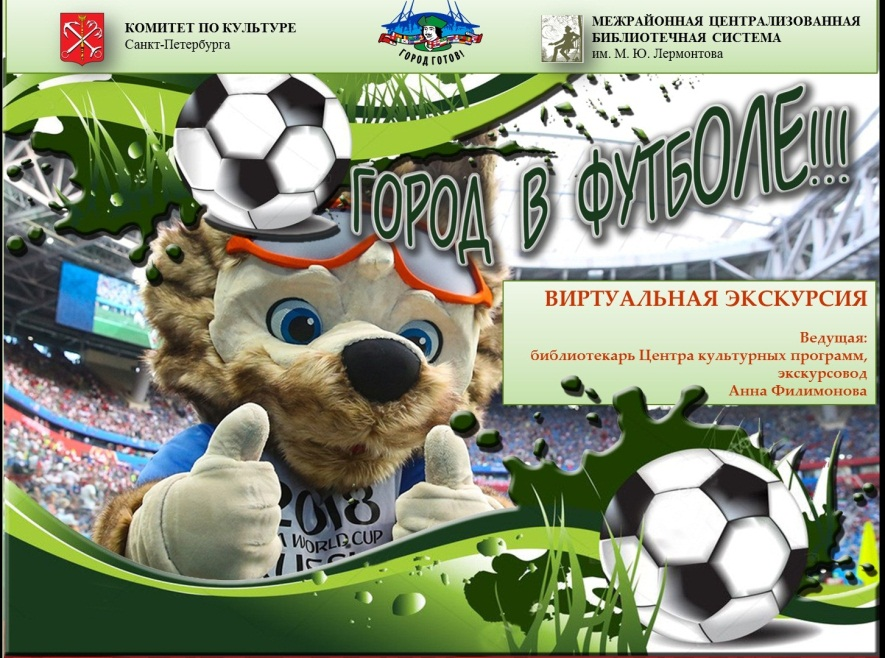 КОМИТЕТ ПО КУЛЬТУРЕ
Санкт-Петербурга
ГОРОД ГОТОВ!
МЕЖРАЙОННАЯ ЦЕНТРАЛИЗОВАННАЯ
БИБЛИОТЕЧНАЯ СИСТЕМА
им. М. Ю. Лермонтова
ГОРОД В ФУТБОЛЕ!!!
ВИРТУАЛЬНАЯ ЭКСКУРСИЯ
Ведущая:
библиотекарь Центра культурных программ,
экскурсовод
Анна Филимонова
2018
WORLD CUP